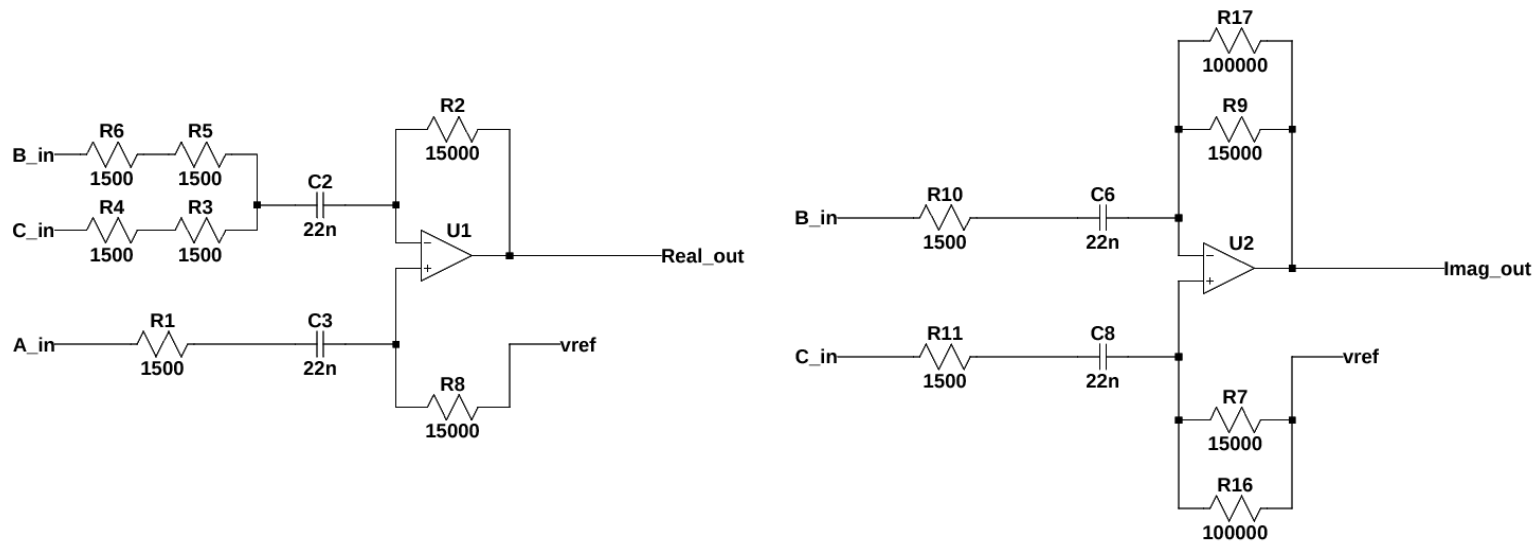 R17
100000
R9
15000
R2
15000
R6
1500
R5
1500
B_in
R4
1500
R3
1500
C_in
C2
22n
U1
Real_out
A_in
R1
1500
C3
22n
vref
R8
15000
B_in
R10
1500
C6
22n
U2
Imag_out
C_in
R11
1500
C8
22n
vref
R7
15000
R16
100000